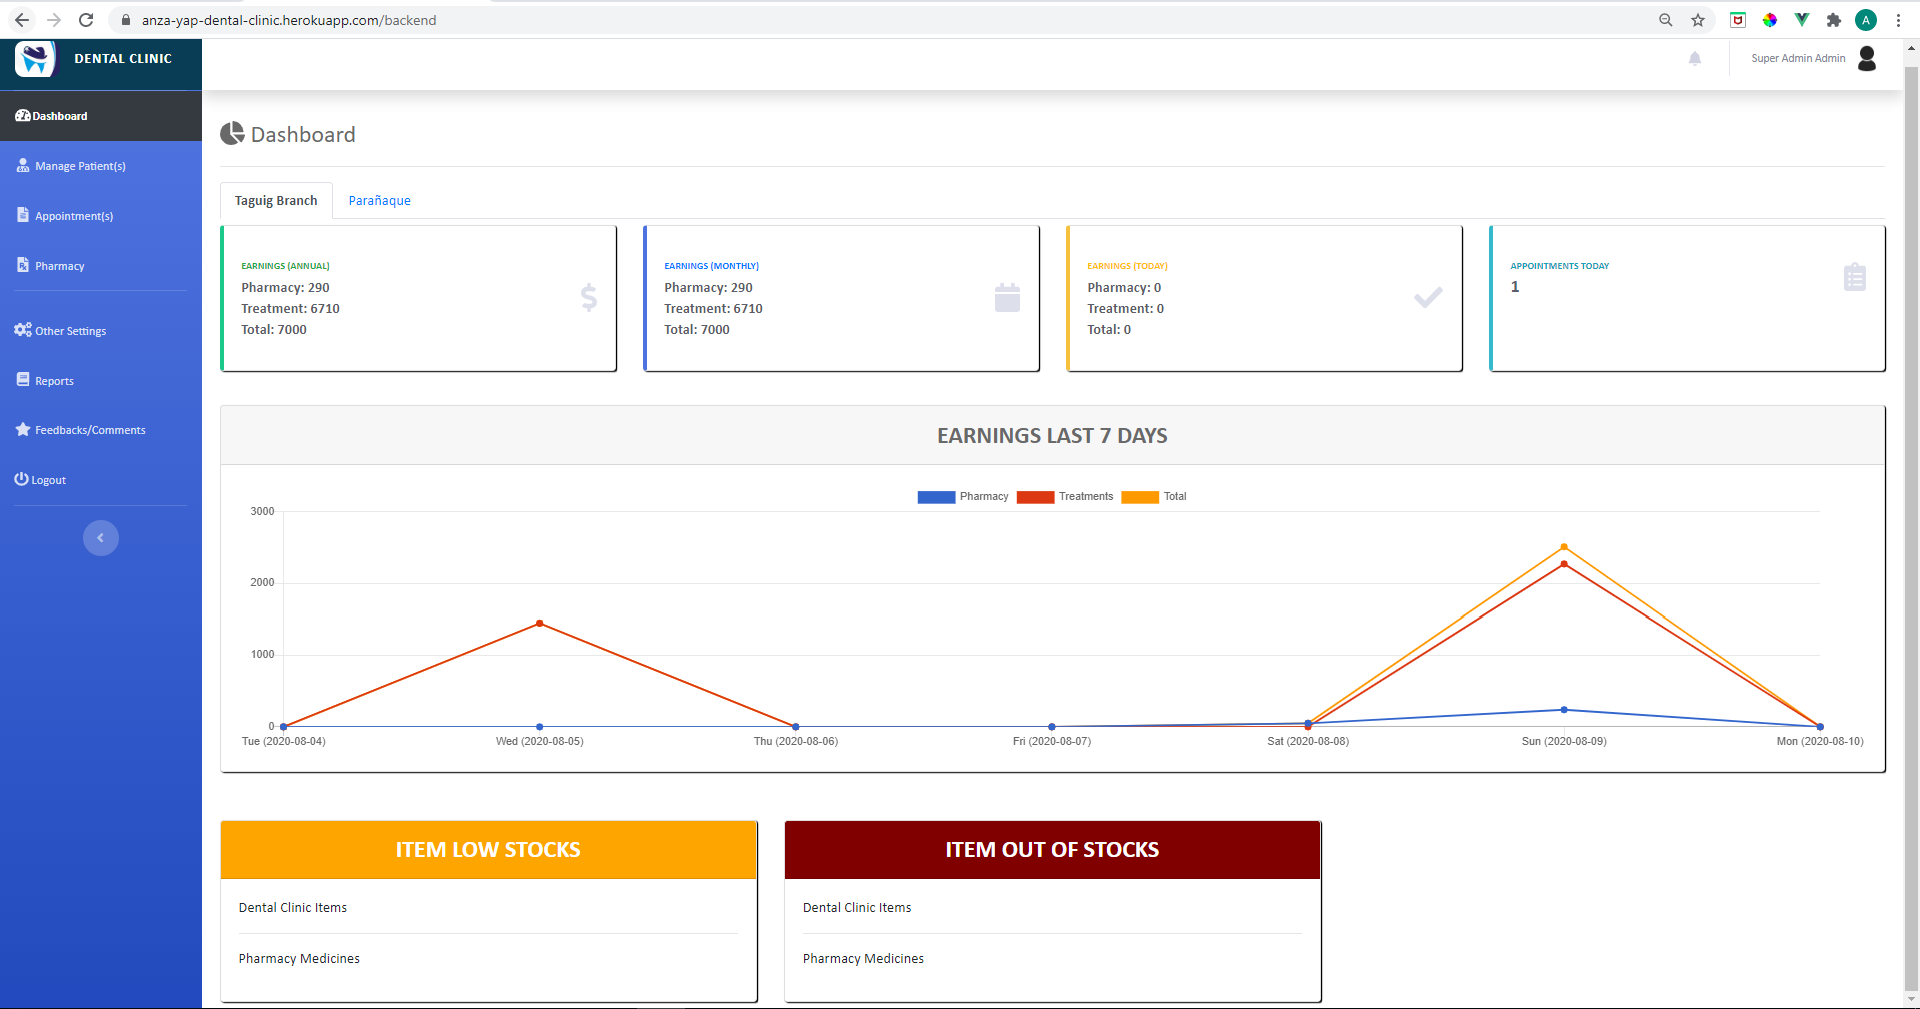 anza-yap-dental-clinic.herokuapp.com/backend
A
DENTAL CLINIC
Super Admin Admin
Dashboard
Manage Patient(s)
Appointment(s)
Pharmacy
Other Settings
Reports
Feedbacks/Comments
Logout
Dashboard
Taguig Branch
Parañaque
EARNINGS (ANNUAL)
Pharmacy: 290
Treatment: 6710
Total: 7000
EARNINGS (MONTHLY)
Pharmacy: 290
Treatment: 6710
Total: 7000
EARNINGS (TODAY)
Pharmacy: 0
Treatment: 0
Total: 0
APPOINTMENTS TODAY
1
EARNINGS LAST 7 DAYS
Pharmacy Treatments Total
3000
2000
1000
0
Tue (2020-08-04) Wed (2020-08-05) Thu (2020-08-06) Fri (2020-08-07) Sat (2020-08-08) Sun (2020-08-09) Mon (2020-08-10)
ITEM LOW STOCKS
Dental Clinic Items
Pharmacy Medicines
ITEM OUT OF STOCKS
Dental Clinic Items
Pharmacy Medicines